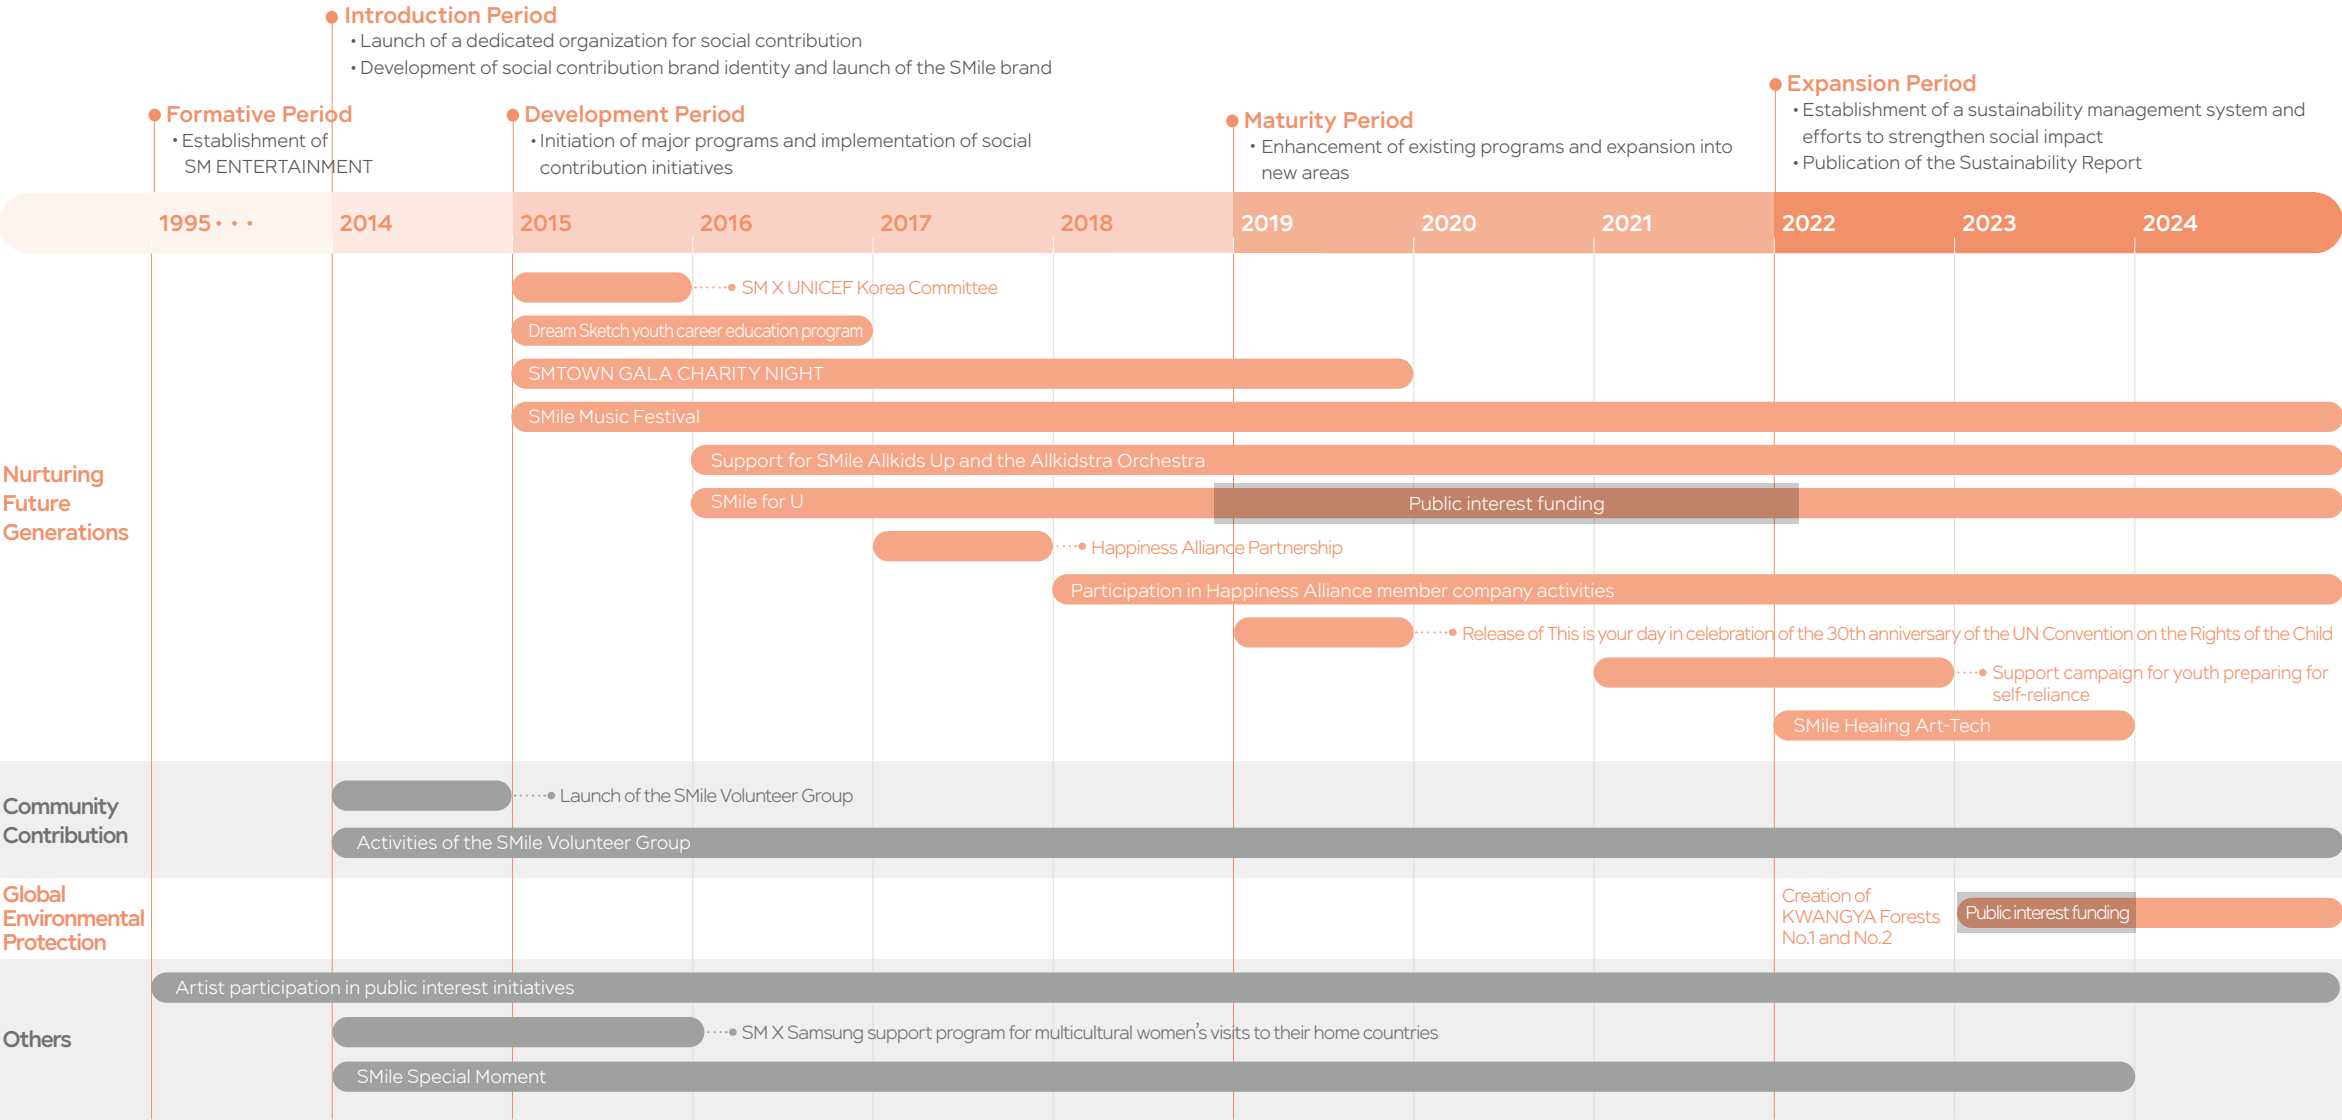 Introduction Period
• Launch of a dedicated organization for social contribution
• Development of social contribution brand identity and launch of the SMile brand
Formative Period
• Establishment of
SM ENTERTAINMENT
Development Period
• Initiation of major programs and implementation of social
contribution initiatives
Maturity Period
• Enhancement of existing programs and expansion into
new areas
Expansion Period
• Establishment of a sustainability management system and
efforts to strengthen social impact
• Publication of the Sustainability Report
1995 • • •
2014
2015
2016
2017
2018
2019
2020
2021
2022
2023
2024
Nurturing
Future
Generations
SM X UNICEF Korea Committee
Dream Sketch youth career education program
SMTOWN GALA CHARITY NIGHT
SMile Music Festival
Support for SMile Allkids Up and the Allkidstra Orchestra
SMile for U
Public interest funding
Happiness Alliance Partnership
Participation in Happiness Alliance member company activities
Release of This is your day in celebration of the 30th anniversary of the UN Convention on the Rights of the Child
Support campaign for youth preparing for
self-reliance
SMile Healing Art-Tech
Community
Contribution
Launch of the SMile Volunteer Group
Activities of the SMile Volunteer Group
Global
Environmental
Protection
Creation of
KWANGYA Forests
No.1 and No.2
Public interest funding
Others
Artist participation in public interest initiatives
SM X Samsung support program for multicultural women's visits to their home countries
SMile Special Moment